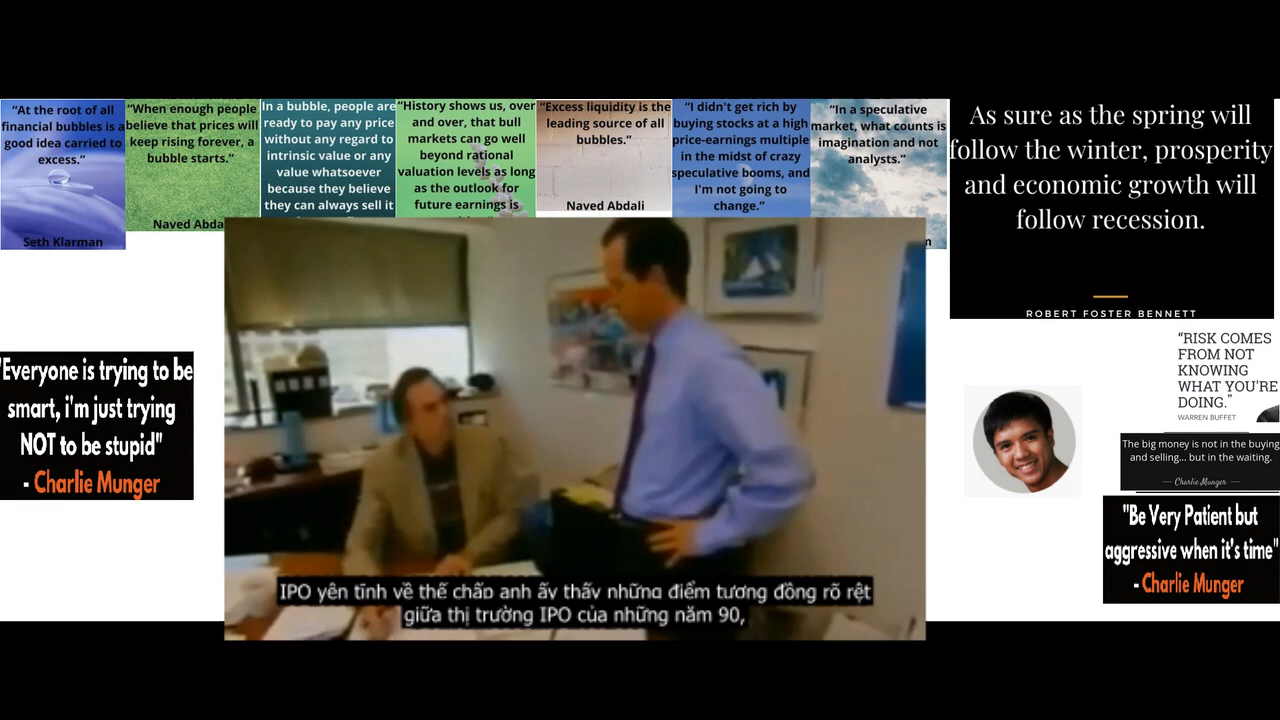 “At the root of all
financial bubbles is a
good idea carried to
excess.”
Seth Klarman
“When enough people
believe that prices will
keep rising forever, a
bubble starts.”
Naved Abda
In a bubble, people are
ready to pay any price
without any regard to
intrinsic value or any
value whatsoever
because they believe
they can always sell it
“History shows us, over
and over, that bull
markets can go well
beyond rational
valuation levels as long
as the outlook for
future earnings is
“Excess liquidity is the
leading source of all
bubbles.”
Naved Abdali
“I didn't get rich by
buying stocks at a high
price-earnings multiple
in the midst of crazy
speculative booms, and
I'm not going to
change.”
“In a speculative
market, what counts is
imagination and not
analysts.”
As sure as the spring will
follow the winter, prosperity
and economic growth will
follow recession.
ROBERT FOSTER BENNETT
"Everyone is trying to be
smart, i'm just trying
NOT to be stupid"
- Charlie Munger
“RISK COMES
FROM NOT
KNOWING
WHAT YOU'RE
DOING.”
WARREN BUFFET
The big money is not in the buying
and selling... but in the waiting.
— Charlie Munger —
"Be Very Patient but
aggressive when it's time"
- Charlie Munger
IPO yên tĩnh về thế chấp anh ấy thấy những điểm tương đồng rõ rệt
giữa thị trường IPO của những năm 90,